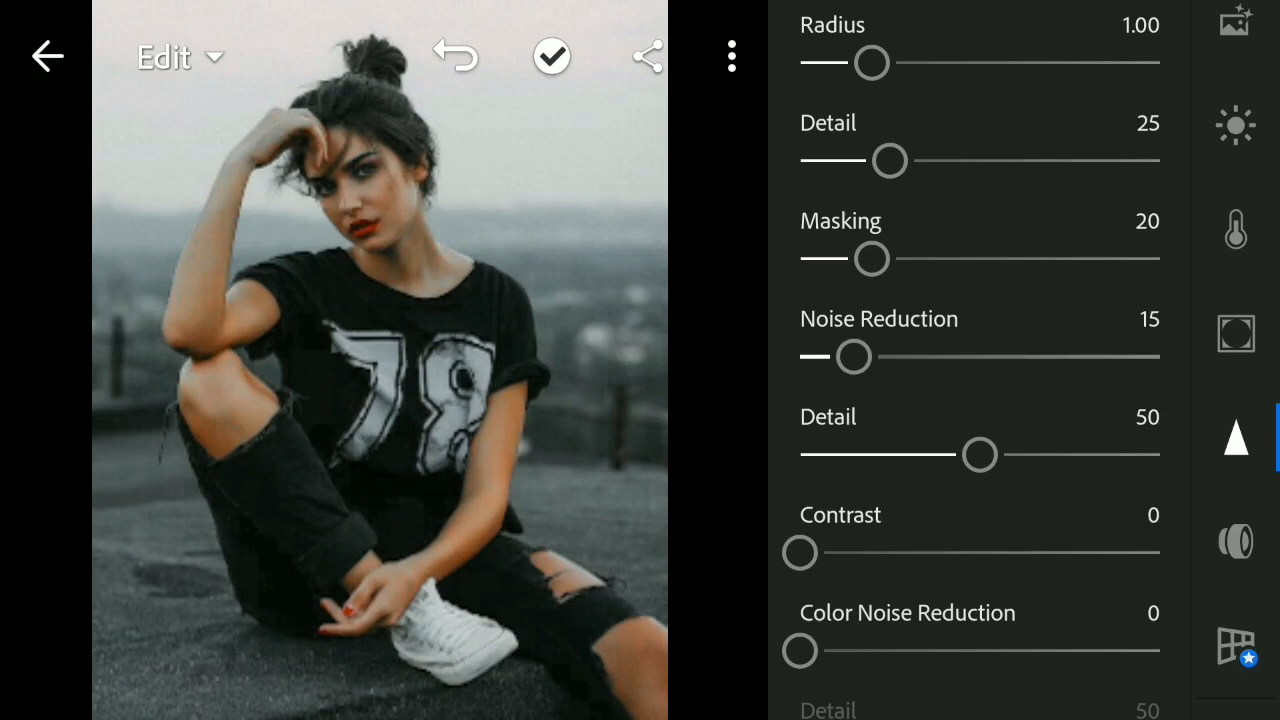 Edit
78
Radius 1.00
Detail 25
Masking 20
Noise Reduction 15
Detail 50
Contrast 0
Color Noise Reduction 0
Detail 50